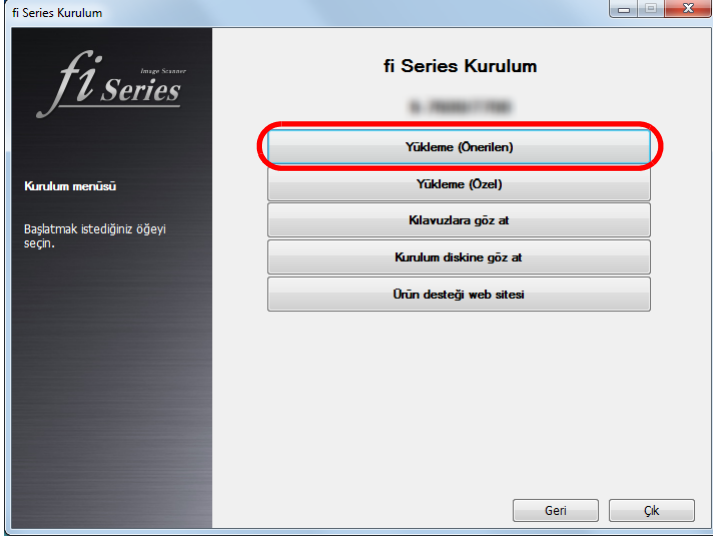 fi Series Kurulum
fi Image Scanner
Series
fi Series Kurulum
Yükleme (Önerilen)
Kurulum menüsü
Yükleme (Özel)
Başlatmak istediğiniz öğeyi
seçin.
Kılavuzlara göz at
Kurulum diskine göz at
Ürün desteği web sitesi
Geri
Çık